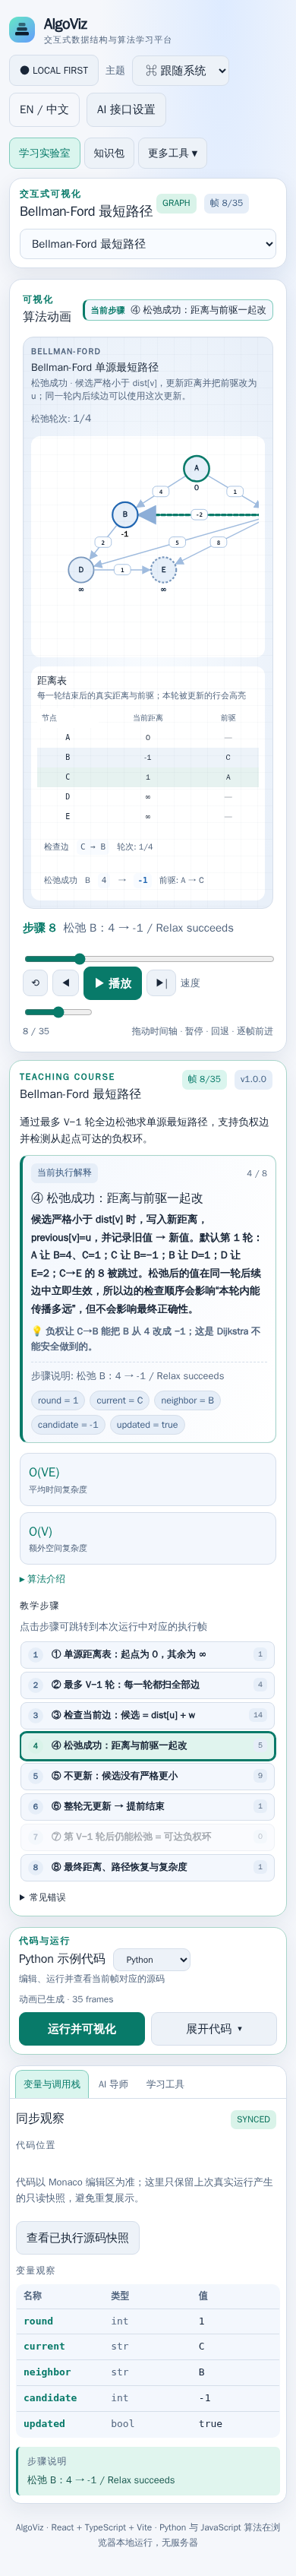 AlgoViz
交互式数据结构与算法学习平台
LOCAL FIRST
主题
⌘ 跟随系统
EN / 中文
AI 接口设置
学习实验室
知识包
更多工具 ▾
交互式可视化
Bellman-Ford 最短路径
GRAPH
帧 8/35
Bellman-Ford 最短路径
可视化
算法动画
当前步骤 ④ 松弛成功：距离与前驱一起改
BELLMAN-FORD
Bellman-Ford 单源最短路径
松弛成功 · 候选严格小于 dist[v]，更新距离并把前驱改为
u；同一轮内后续边可以使用这次更新。
松弛轮次: 1/4
A
0
4
1
B
-1
-2
2
5
8
D
∞
1
E
∞
距离表
每一轮结束后的真实距离与前驱；本轮被更新的行会高亮
节点 当前距离 前驱
A 0 —
B -1 C
C 1 A
D ∞ —
E ∞ —
检查边 C → B 轮次: 1/4
松弛成功 B 4 → -1 前驱: A → C
步骤 8 松弛 B：4 → -1 / Relax succeeds
⟲
◀
▶ 播放
▶|
速度
8 / 35
拖动时间轴 · 暂停 · 回退 · 逐帧前进
TEACHING COURSE
Bellman-Ford 最短路径
帧 8/35
v1.0.0
通过最多 V−1 轮全边松弛求单源最短路径，支持负权边
并检测从起点可达的负权环。
当前执行解释
4 / 8
④ 松弛成功：距离与前驱一起改
候选严格小于 dist[v] 时，写入新距离，
previous[v]=u，并记录旧值 → 新值。默认第 1 轮：
A 让 B=4、C=1；C 让 B=−1；B 让 D=1；D 让
E=2；C→E 的 8 被跳过。松弛后的值在同一轮后续
边中立即生效，所以边的检查顺序会影响“本轮内能
传播多远”，但不会影响最终正确性。
💡 负权让 C→B 能把 B 从 4 改成 −1；这是 Dijkstra 不
能安全做到的。
步骤说明: 松弛 B：4 → -1 / Relax succeeds
round = 1
current = C
neighbor = B
candidate = -1
updated = true
O(VE)
平均时间复杂度
O(V)
额外空间复杂度
▸ 算法介绍
教学步骤
点击步骤可跳转到本次运行中对应的执行帧
1 ① 单源距离表：起点为 0，其余为 ∞ 1
2 ② 最多 V−1 轮：每一轮都扫全部边 4
3 ③ 检查当前边：候选 = dist[u] + w 14
4 ④ 松弛成功：距离与前驱一起改 5
5 ⑤ 不更新：候选没有严格更小 9
6 ⑥ 整轮无更新 → 提前结束 1
7 ⑦ 第 V−1 轮后仍能松弛 = 可达负权环 0
8 ⑧ 最终距离、路径恢复与复杂度 1
▸ 常见错误
代码与运行
Python 示例代码
Python
编辑、运行并查看当前帧对应的源码
动画已生成 · 35 frames
运行并可视化
展开代码 ▾
变量与调用栈
AI 导师
学习工具
同步观察
SYNCED
代码位置
代码以 Monaco 编辑区为准；这里只保留上次真实运行产生
的只读快照，避免重复展示。
查看已执行源码快照
变量观察
名称 类型 值
round int 1
current str C
neighbor str B
candidate int -1
updated bool true
步骤说明
松弛 B：4 → -1 / Relax succeeds
AlgoViz · React + TypeScript + Vite · Python 与 JavaScript 算法在浏
览器本地运行，无服务器